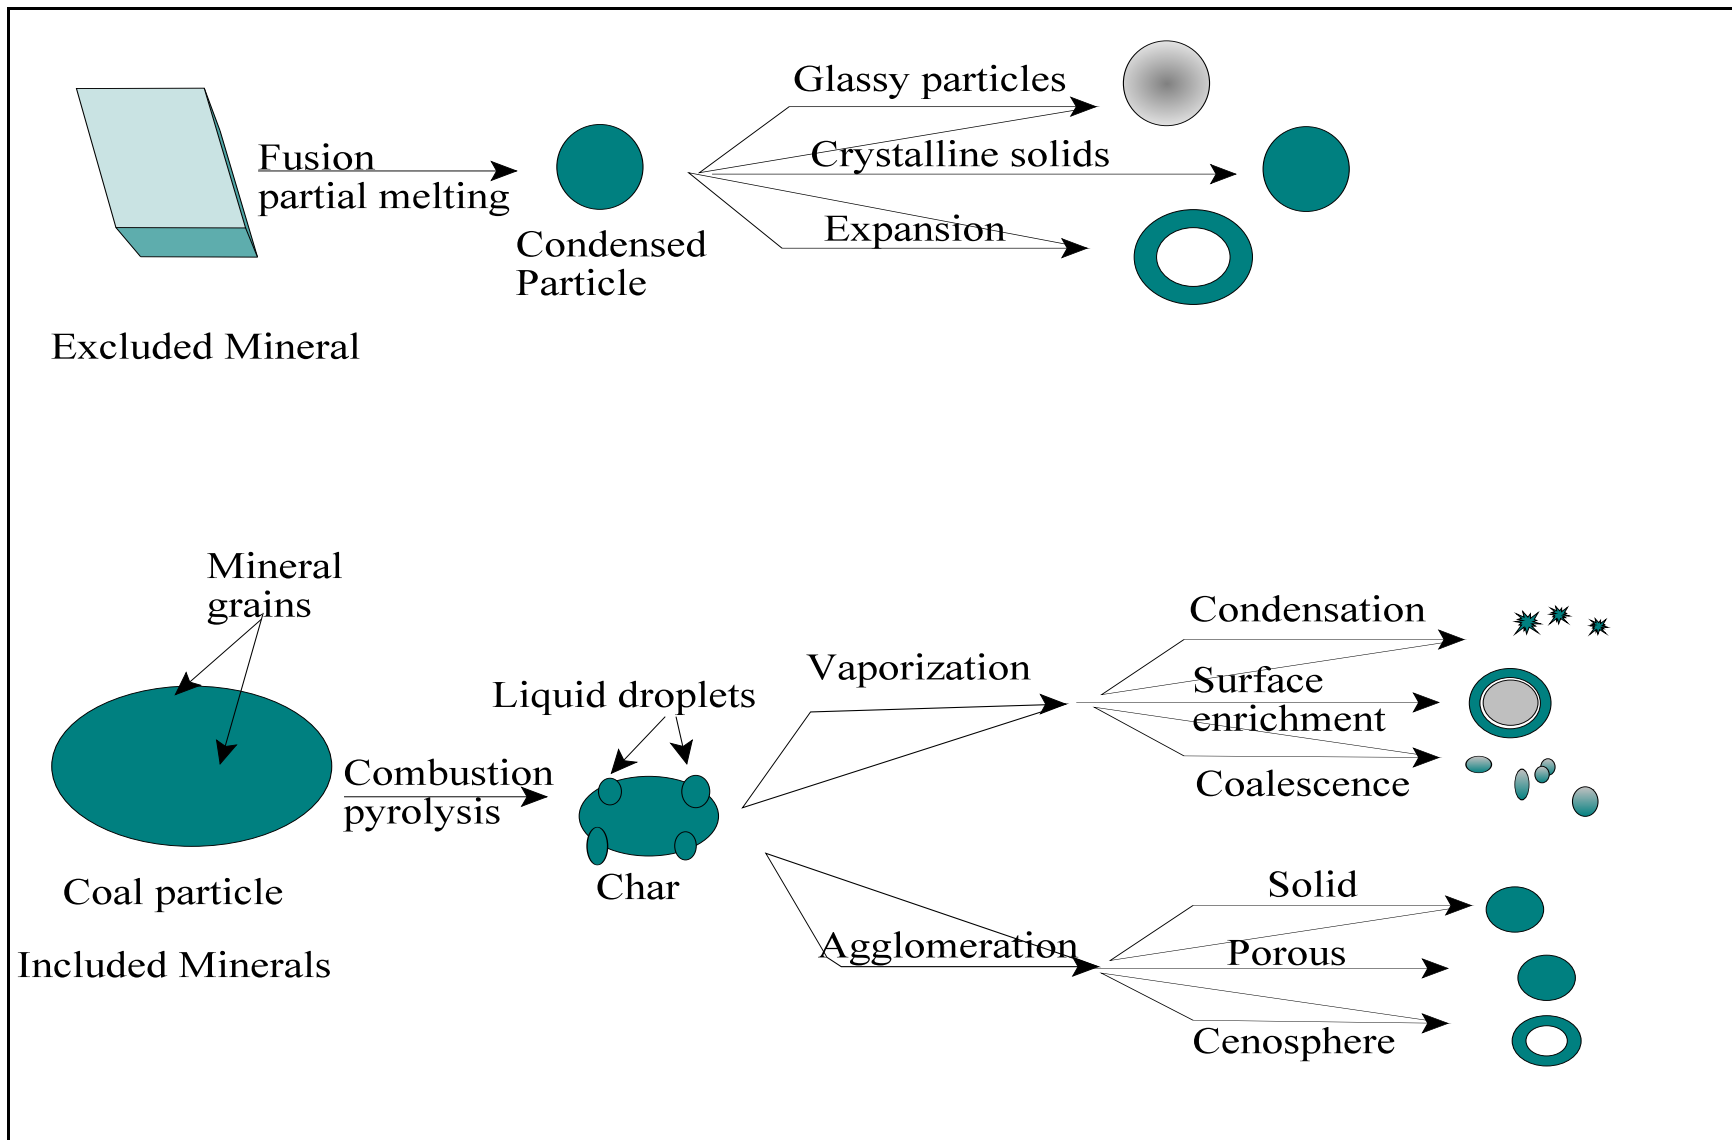 Glassy particles
Fusion
partial melting
Crystalline solids
Condensed
Particle
Expansion
Excluded Mineral
Mineral
grains
Condensation
Vaporization
Surface
enrichment
Liquid droplets
Combustion
pyrolysis
Coalescence
Coal particle
Char
Solid
Agglomeration
Porous
Included Minerals
Cenosphere